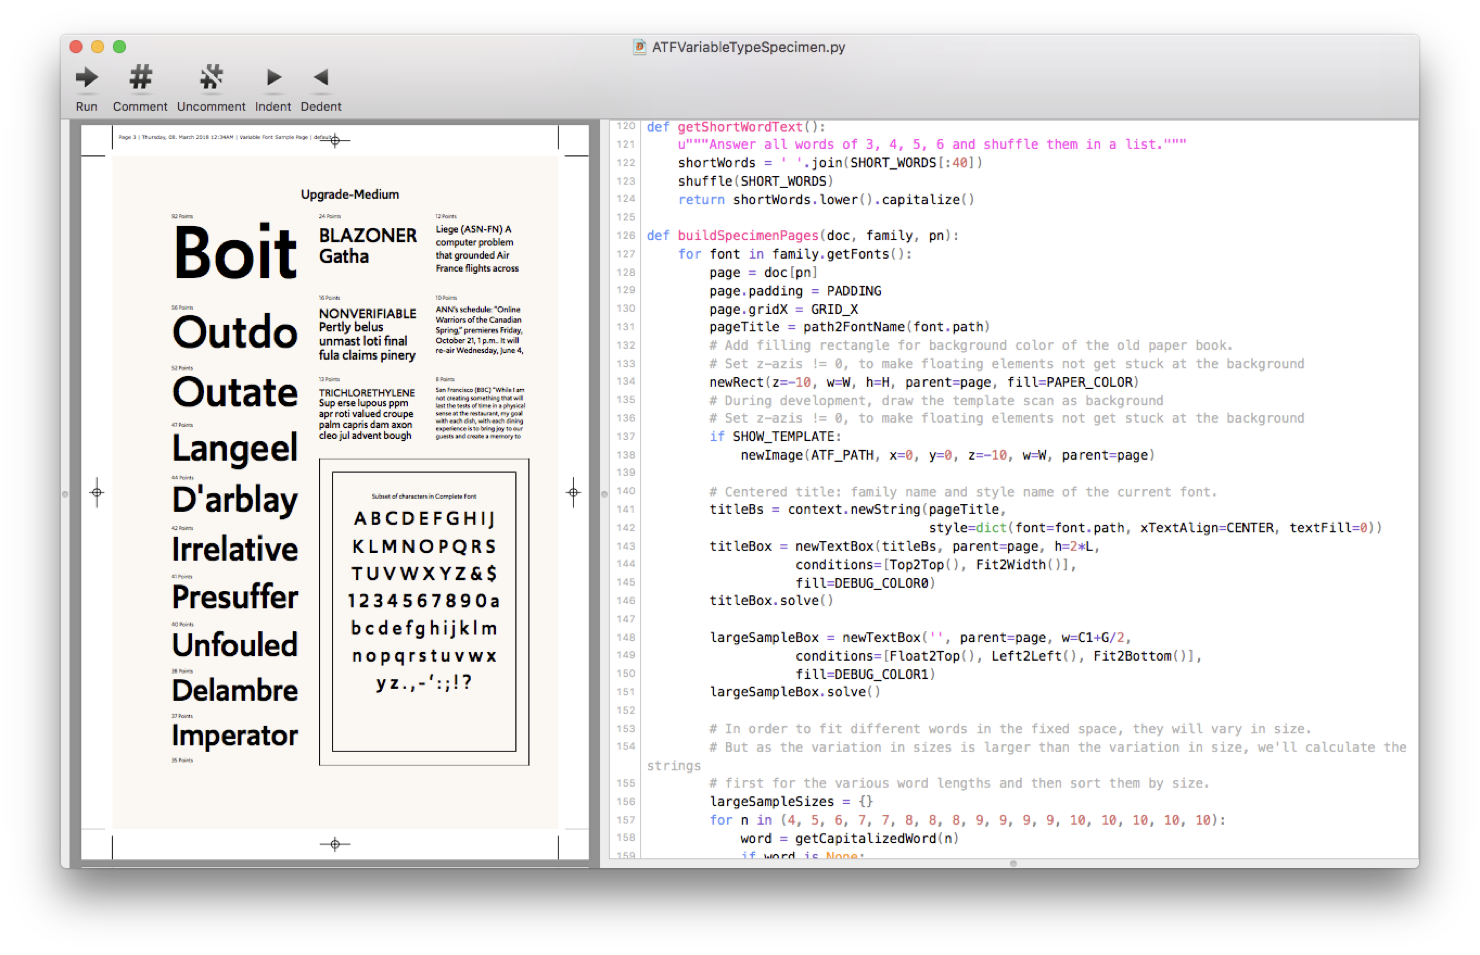 ATFVariableTypeSpecimen.py
Run Comment Uncomment Indent Dedent
Page 3 | Thursday, 08. March 2018 12:34AM | Variable Font Sample Page | default
Upgrade-Medium
92 Points
Boit
56 Points
Outdo
52 Points
Outate
47 Points
Langeel
44 Points
D'arblay
42 Points
Irrelative
41 Points
Presuffer
40 Points
Unfouled
38 Points
Delambre
37 Points
Imperator
35 Points
24 Points
BLAZONER
Gatha
16 Points
NONVERIFIABLE
Pertly belus
unmast loti final
fula claims pinery
13 Points
TRICHLORETHYLENE
Sup erse lupous ppm
apr roti valued croupe
palm capris dam axon
cleo jul advent bough
12 Points
Liege (ASN-FN) A
computer problem
that grounded Air
France flights across
10 Points
ANN's schedule: "Online
Warriors of the Canadian
Spring," premieres Friday,
October 21, 1 p.m. It will
re-air Wednesday, June 4,
8 Points
San Francisco [BBC] "While I am
not creating something that will
last the tests of time in a physical
sense at the restaurant, my goal
with each dish, with each dining
experience is to bring joy to our
guests and create a memory to
Subset of characters in Complete Font
A B C D E F G H I J
K L M N O P Q R S
T U V W X Y Z & $
1 2 3 4 5 6 7 8 9 0 a
b c d e f g h i j k l m
n o p q r s t u v w x
y z . , - ' : ; ! ?
120 def getShortWordText():
121     u"""Answer all words of 3, 4, 5, 6 and shuffle them in a list."""
122     shortWords = ' '.join(SHORT_WORDS[:40])
123     shuffle(SHORT_WORDS)
124     return shortWords.lower().capitalize()
125
126 def buildSpecimenPages(doc, family, pn):
127     for font in family.getFonts():
128         page = doc[pn]
129         page.padding = PADDING
130         page.gridX = GRID_X
131         pageTitle = path2FontName(font.path)
132         # Add filling rectangle for background color of the old paper book.
133         # Set z-azis != 0, to make floating elements not get stuck at the background
134         newRect(z=-10, w=W, h=H, parent=page, fill=PAPER_COLOR)
135         # During development, draw the template scan as background
136         # Set z-azis != 0, to make floating elements not get stuck at the background
137         if SHOW_TEMPLATE:
138             newImage(ATF_PATH, x=0, y=0, z=-10, w=W, parent=page)
139
140         # Centered title: family name and style name of the current font.
141         titleBs = context.newString(pageTitle,
142                                     style=dict(font=font.path, xTextAlign=CENTER, textFill=0))
143         titleBox = newTextBox(titleBs, parent=page, h=2*L,
144                    conditions=[Top2Top(), Fit2Width()],
145                    fill=DEBUG_COLOR0)
146         titleBox.solve()
147
148         largeSampleBox = newTextBox('', parent=page, w=C1+G/2,
149                    conditions=[Float2Top(), Left2Left(), Fit2Bottom()],
150                    fill=DEBUG_COLOR1)
151         largeSampleBox.solve()
152
153         # In order to fit different words in the fixed space, they will vary in size.
154         # But as the variation in sizes is larger than the variation in size, we'll calculate the
strings
155         # first for the various word lengths and then sort them by size.
156         largeSampleSizes = {}
157         for n in (4, 5, 6, 7, 7, 8, 8, 8, 9, 9, 9, 9, 10, 10, 10, 10, 10):
158             word = getCapitalizedWord(n)
159             if word is None: